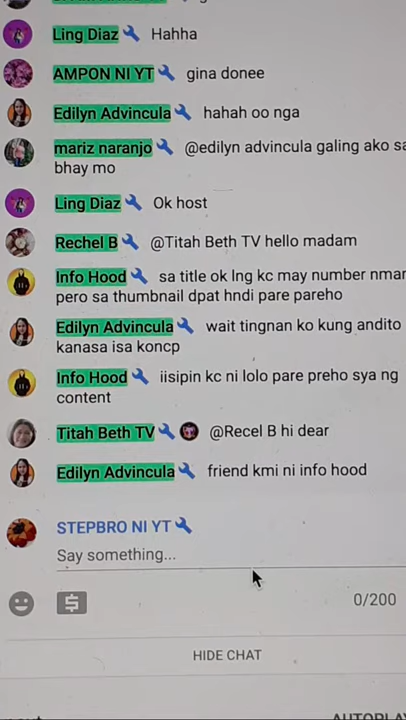 Ling Diaz Hahha
AMPON NI YT gina donee
Edilyn Advincula hahah oo nga
mariz naranjo @edilyn advincula galing ako sa
bhay mo
Ling Diaz Ok host
Rechel B @Titah Beth TV hello madam
Info Hood sa title ok lng kc may number nman
pero sa thumbnail dpat hndi pare pareho
Edilyn Advincula wait tingnan ko kung andito
kanasa isa koncp
Info Hood iisipin kc ni lolo pare preho sya ng
content
Titah Beth TV @Recel B hi dear
Edilyn Advincula friend kmi ni info hood
STEPBRO NI YT
Say something...
0/200
HIDE CHAT
AUTOPLAY